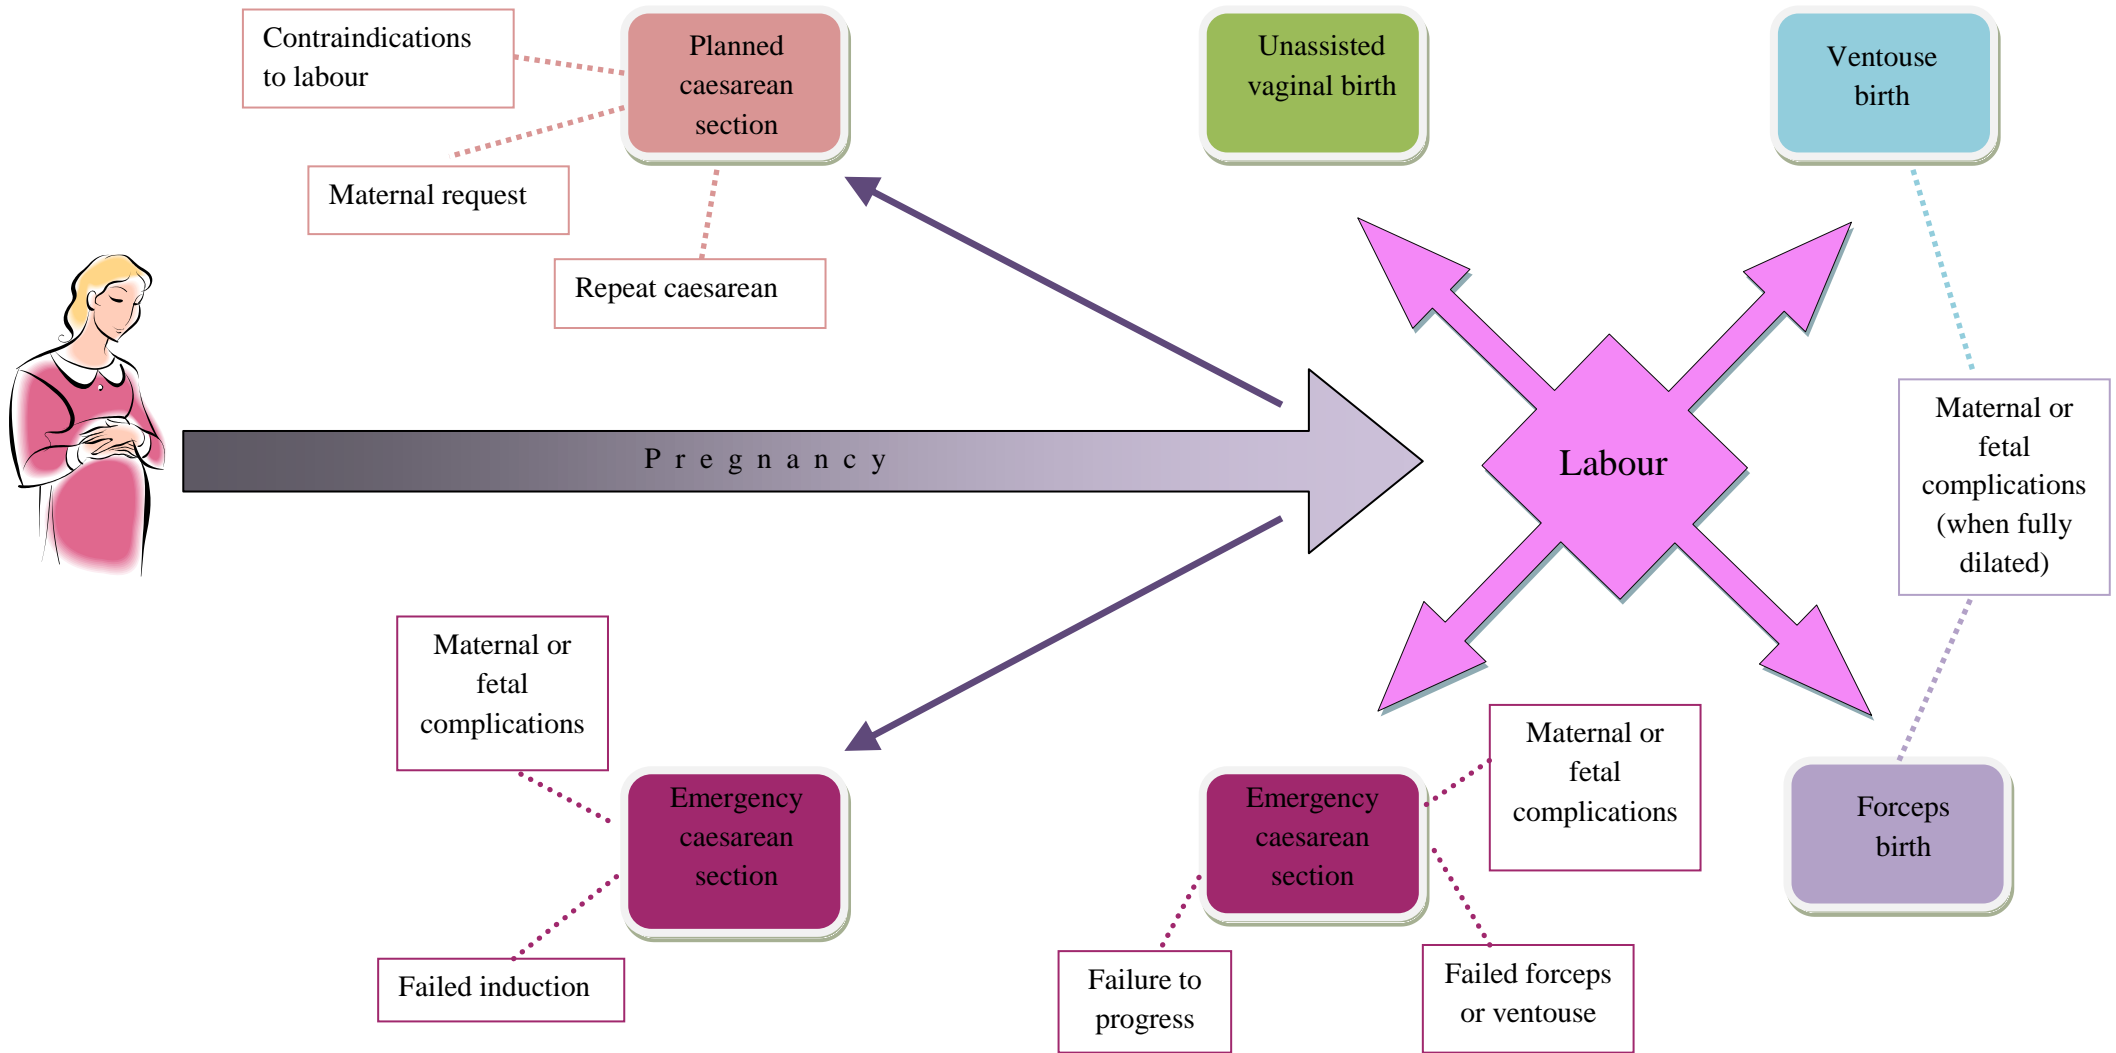 Contraindications
to labour
Planned
caesarean
section
Unassisted
vaginal birth
Ventouse
birth
Maternal request
Repeat caesarean
Pregnancy
Labour
Maternal or
fetal
complications
(when fully
dilated)
Maternal or
fetal
complications
Emergency
caesarean
section
Failed induction
Emergency
caesarean
section
Maternal or
fetal
complications
Forceps
birth
Failure to
progress
Failed forceps
or ventouse